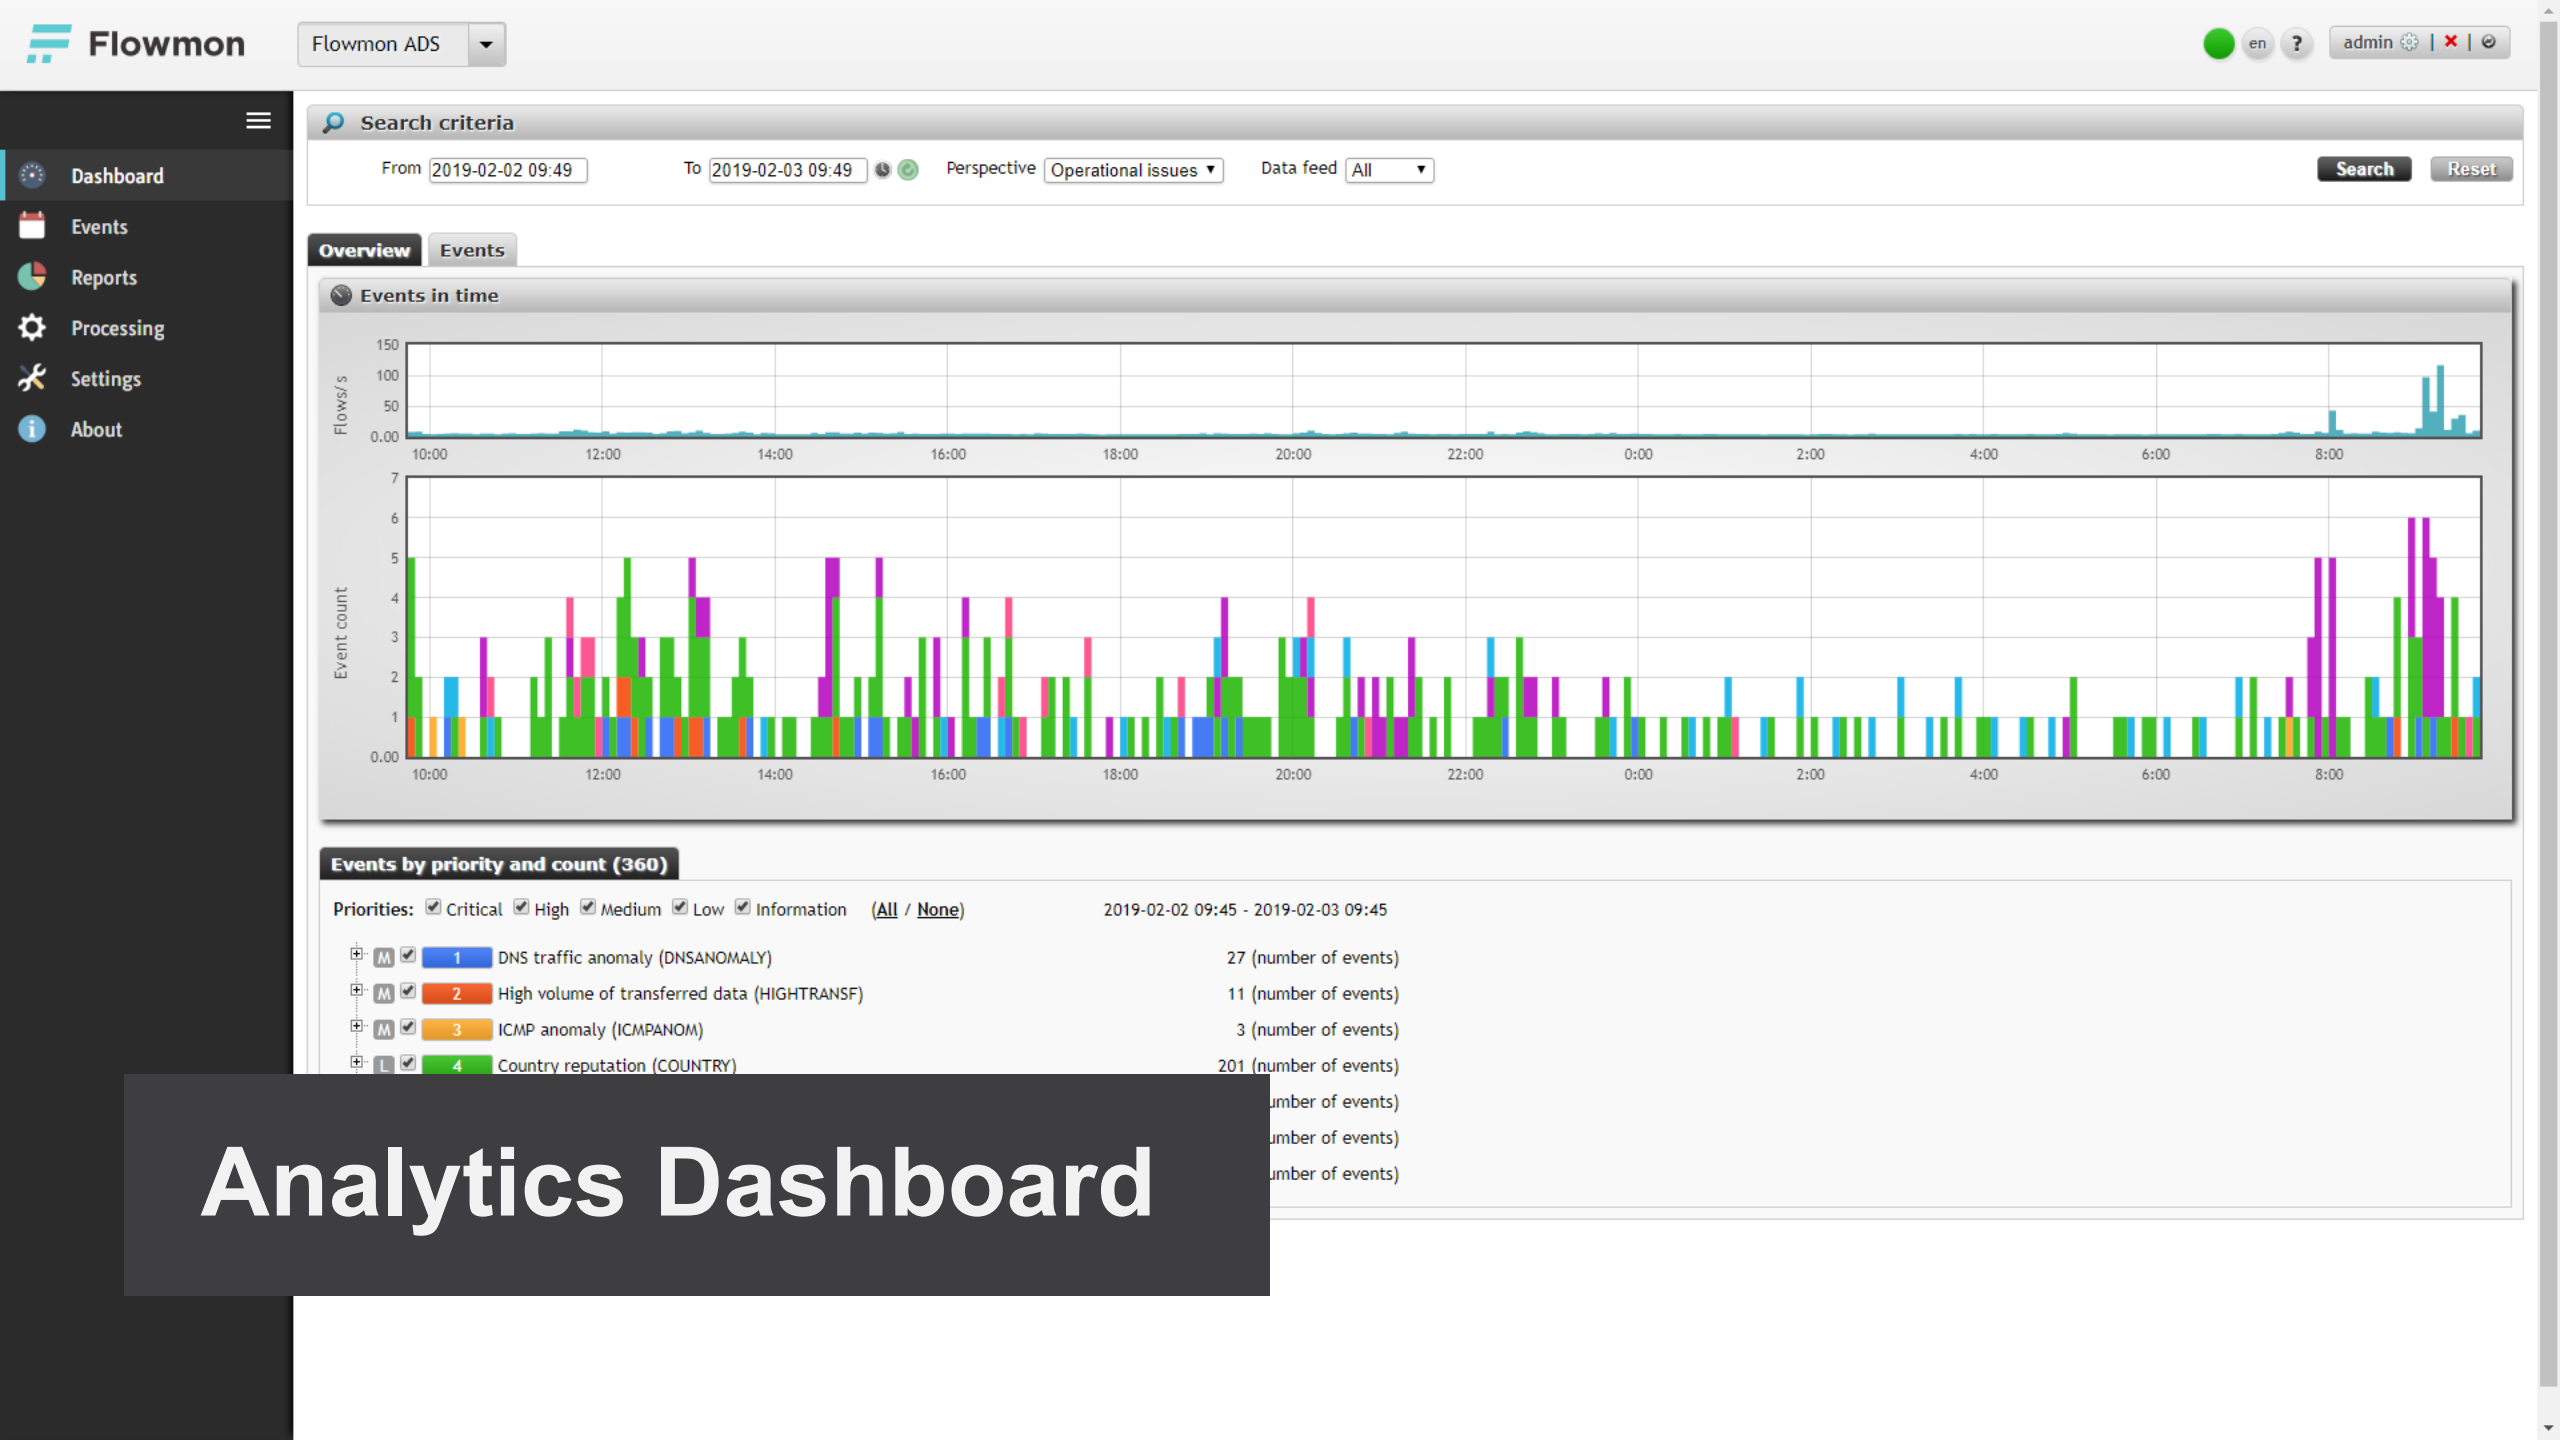 Flowmon
Flowmon ADS
en ? admin | ✖ |
Search criteria
From 2019-02-02 09:49 To 2019-02-03 09:49 Perspective Operational issues Data feed All Search Reset
Dashboard
Events
Reports
Processing
Settings
About
Overview Events
Events in time
Flows/s
150
100
50
0.00
10:00 12:00 14:00 16:00 18:00 20:00 22:00 0:00 2:00 4:00 6:00 8:00
Event count
7
6
5
4
3
2
1
0.00
10:00 12:00 14:00 16:00 18:00 20:00 22:00 0:00 2:00 4:00 6:00 8:00
Events by priority and count (360)
Priorities: Critical High Medium Low Information (All / None) 2019-02-02 09:45 - 2019-02-03 09:45
M 1 DNS traffic anomaly (DNSANOMALY) 27 (number of events)
M 2 High volume of transferred data (HIGHTRANSF) 11 (number of events)
M 3 ICMP anomaly (ICMPANOM) 3 (number of events)
L 4 Country reputation (COUNTRY) 201 (number of events)
of events)
of events)
of events)
Analytics Dashboard